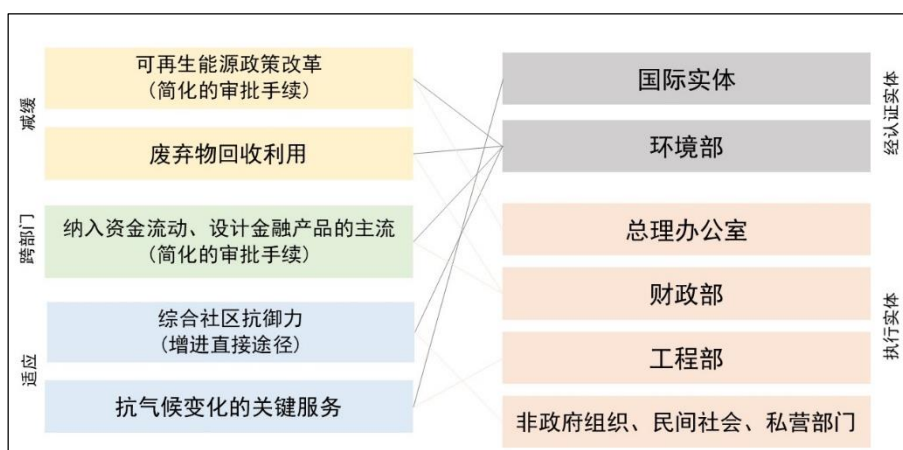 减缓
可再生能源政策改革
(简化的审批手续)
废弃物回收利用
跨部门
纳入资金流动、设计金融产品的主流
(简化的审批手续)
适应
综合社区抗御力
(增进直接途径)
抗气候变化的关键服务
国际实体
环境部
经认证实体
总理办公室
财政部
工程部
非政府组织、民间社会、私营部门
执行实体